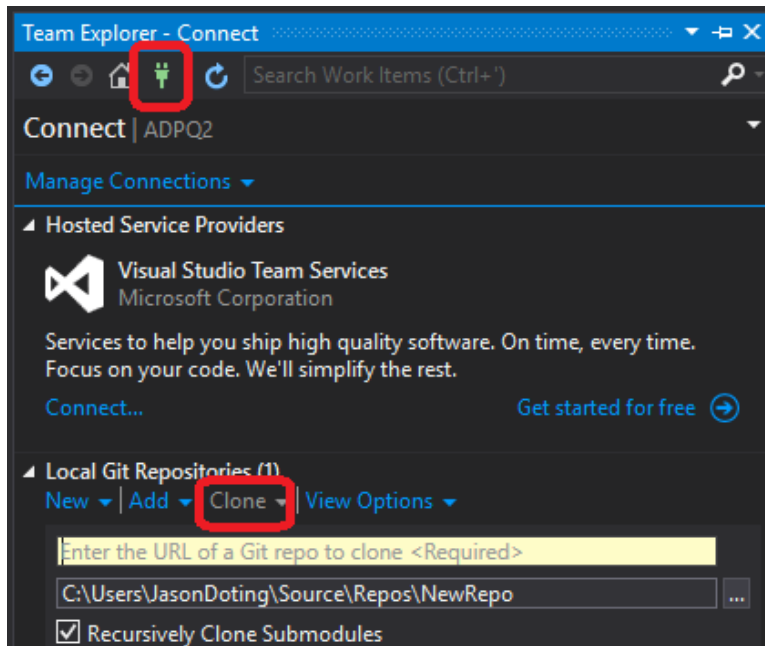 Team Explorer - Connect
Search Work Items (Ctrl+')
Connect | ADPQ2
Manage Connections
Hosted Service Providers
Visual Studio Team Services
Microsoft Corporation
Services to help you ship high quality software. On time, every time.
Focus on your code. We'll simplify the rest.
Connect... Get started for free
Local Git Repositories (1)
New | Add Clone | View Options
Enter the URL of a Git repo to clone <Required>
C:\Users\JasonDoting\Source\Repos\NewRepo ...
Recursively Clone Submodules